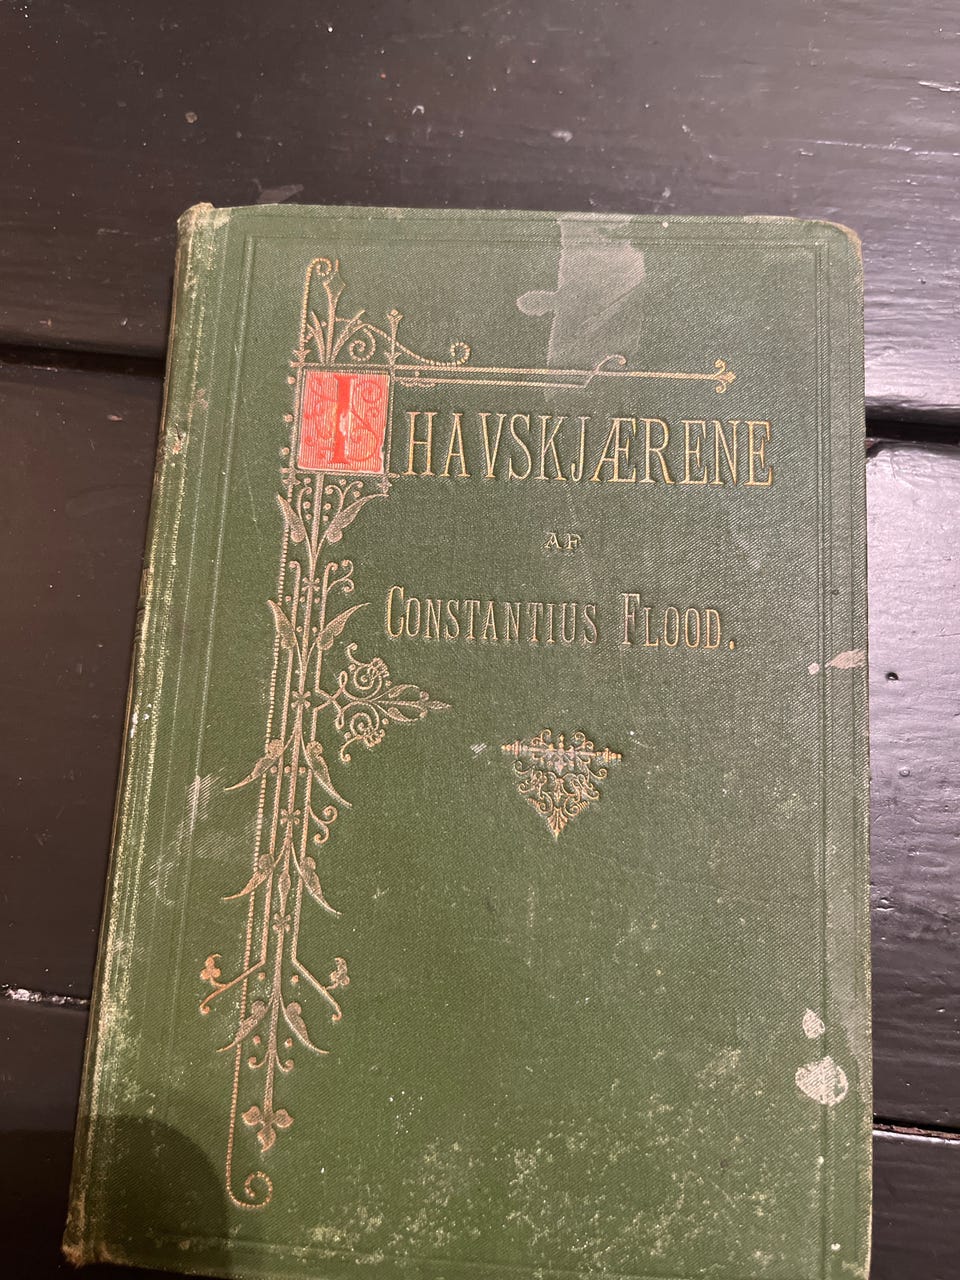 I HAVSKJÆRENE
AF
CONSTANTIUS FLOOD.